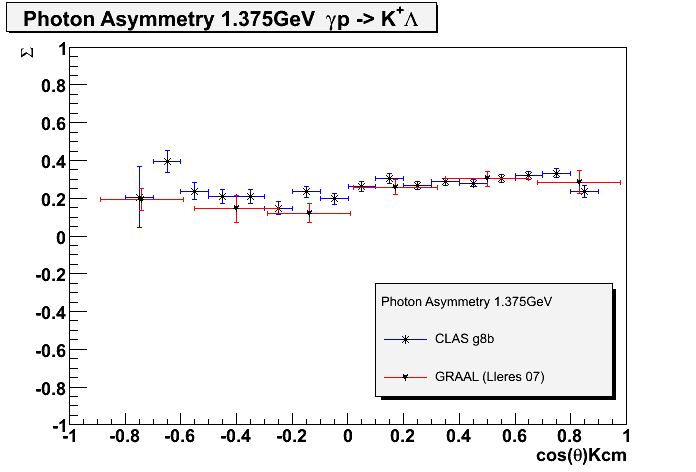 Photon Asymmetry 1.375GeV γp -> K⁺Λ
Σ
1
0.8
0.6
0.4
0.2
0
-0.2
-0.4
-0.6
-0.8
-1
Photon Asymmetry 1.375GeV
CLAS g8b
GRAAL (Lleres 07)
-1 -0.8 -0.6 -0.4 -0.2 0 0.2 0.4 0.6 0.8 1
cos(θ)Kcm